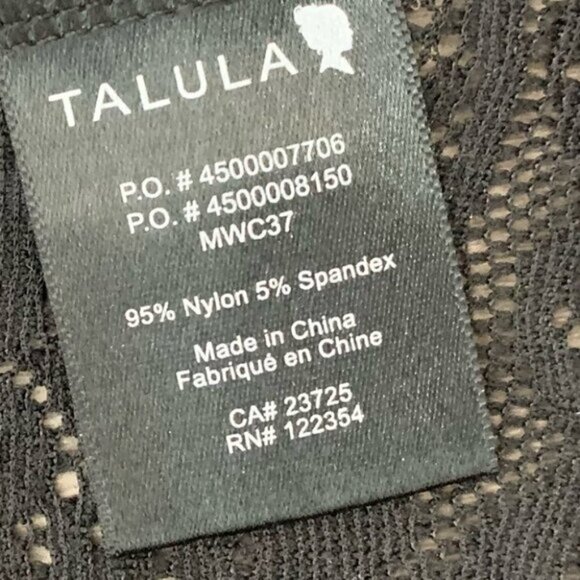 TALULA
P.O. # 4500007706
P.O. # 4500008150
MWC37
95% Nylon 5% Spandex
Made in China
Fabriqué en Chine
CA# 23725
RN# 122354